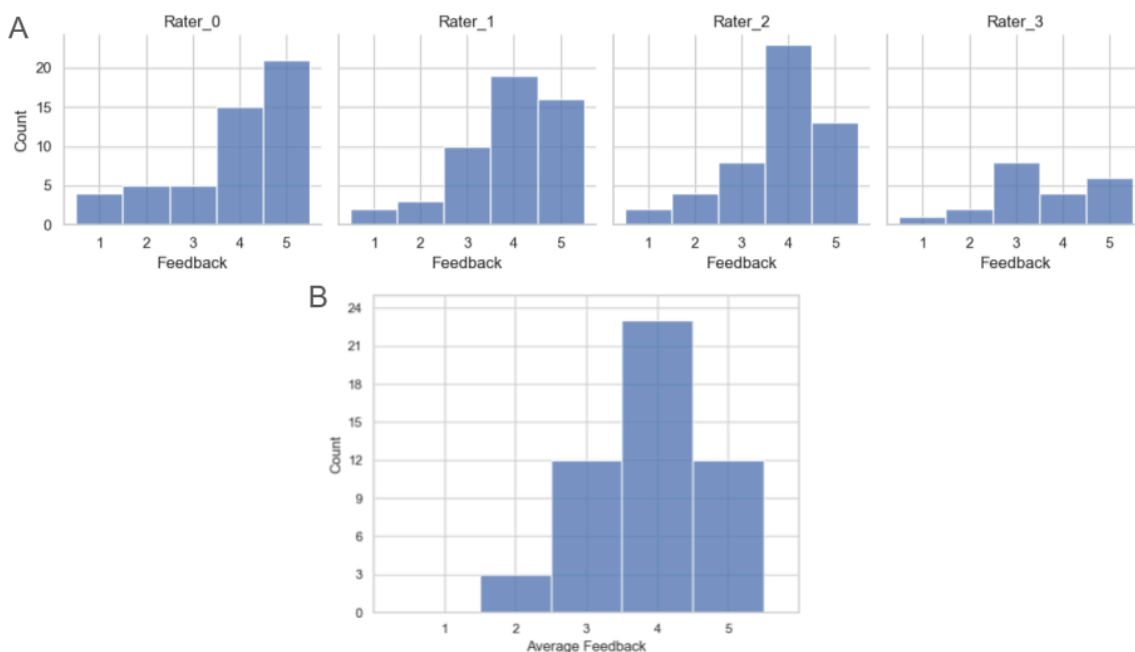 A
Rater_0 Rater_1 Rater_2 Rater_3
20
15
10
5
0
Count
1 2 3 4 5 1 2 3 4 5 1 2 3 4 5 1 2 3 4 5
Feedback Feedback Feedback Feedback
B
24
21
18
15
12
9
6
3
0
Count
1 2 3 4 5
Average Feedback